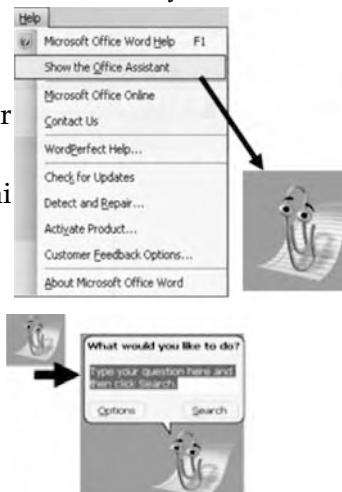 Help
Microsoft Office Word Help F1
Show the Office Assistant
Microsoft Office Online
r
Contact Us
WordPerfect Help...
Check for Updates
ni
Detect and Repair...
Activate Product...
Customer Feedback Options...
About Microsoft Office Word
What would you like to do?
Type your question here and
then click Search.
Options Search